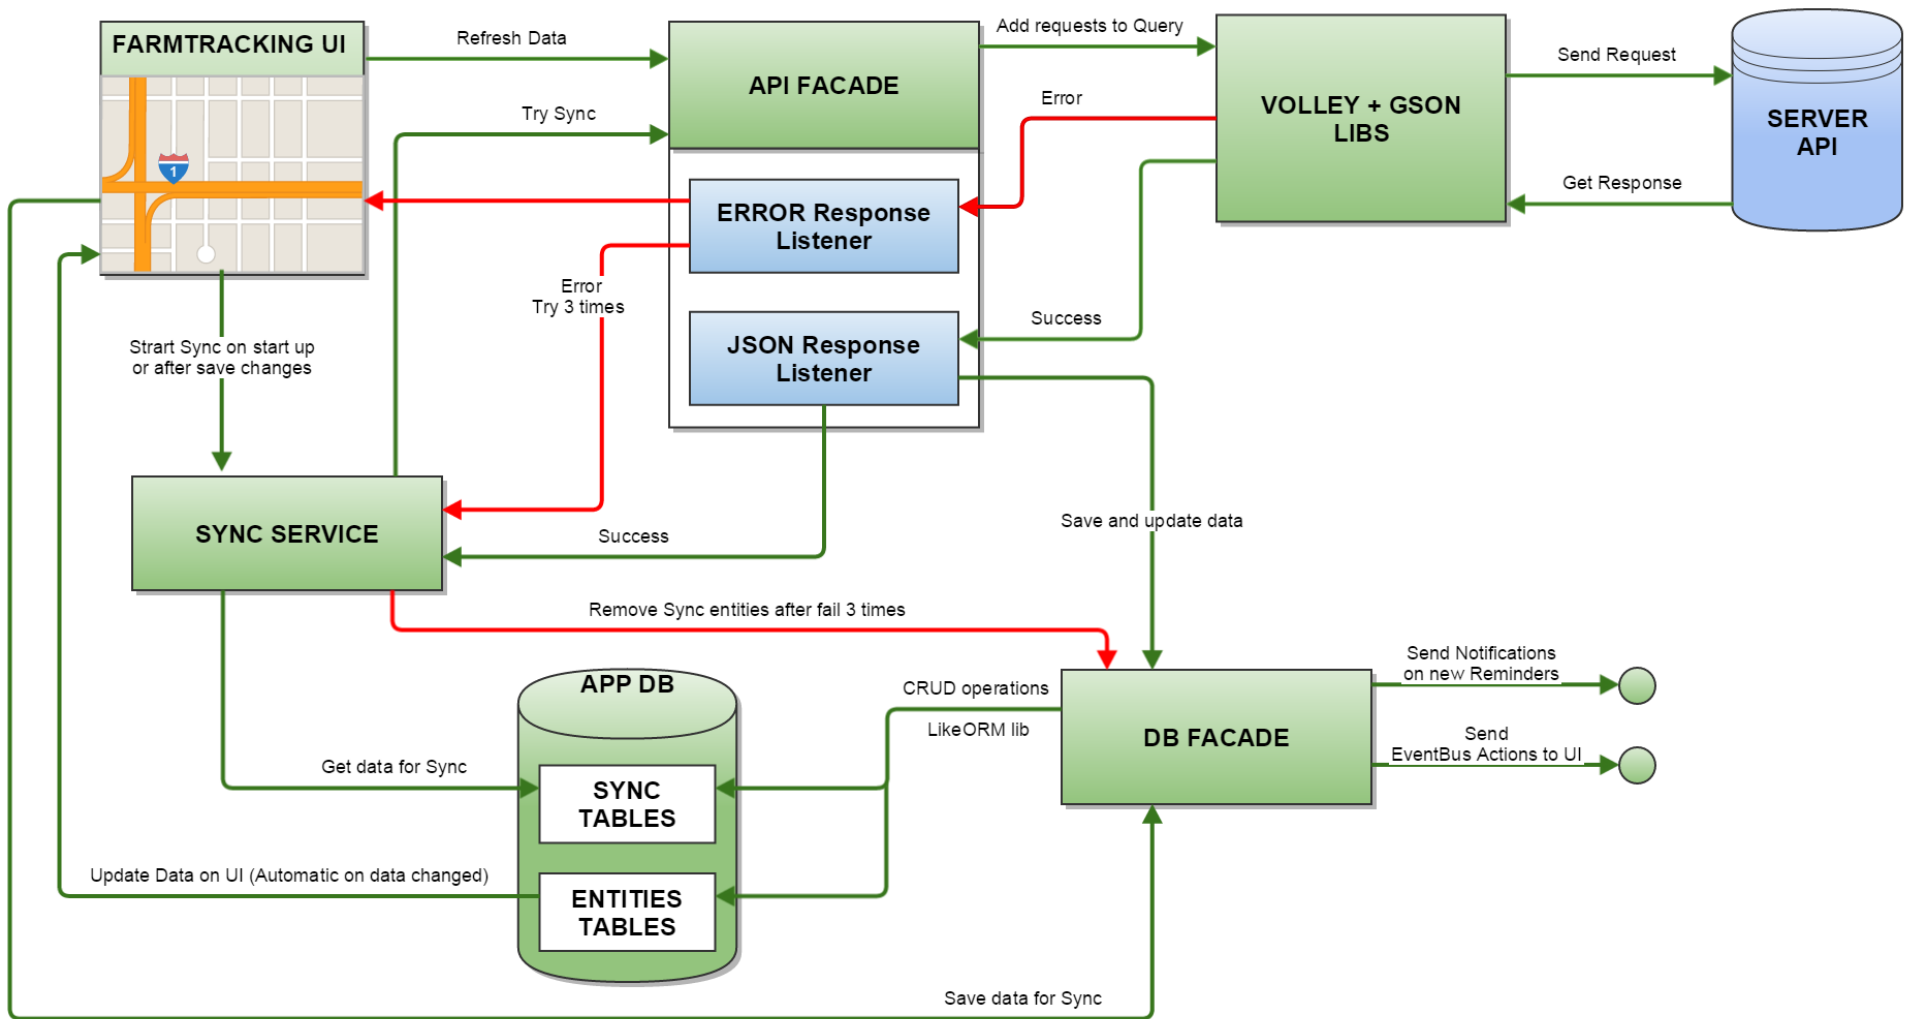 FARMTRACKING UI
1
Refresh Data
Try Sync
API FACADE
Add requests to Query
Error
VOLLEY + GSON
LIBS
Send Request
Get Response
SERVER
API
ERROR Response
Listener
Error
Try 3 times
JSON Response
Listener
Success
Strart Sync on start up
or after save changes
SYNC SERVICE
Success
Save and update data
Remove Sync entities after fail 3 times
APP DB
CRUD operations
LikeORM lib
DB FACADE
Send Notifications
on new Reminders
Send
EventBus Actions to UI
Get data for Sync
SYNC
TABLES
Update Data on UI (Automatic on data changed)
ENTITIES
TABLES
Save data for Sync